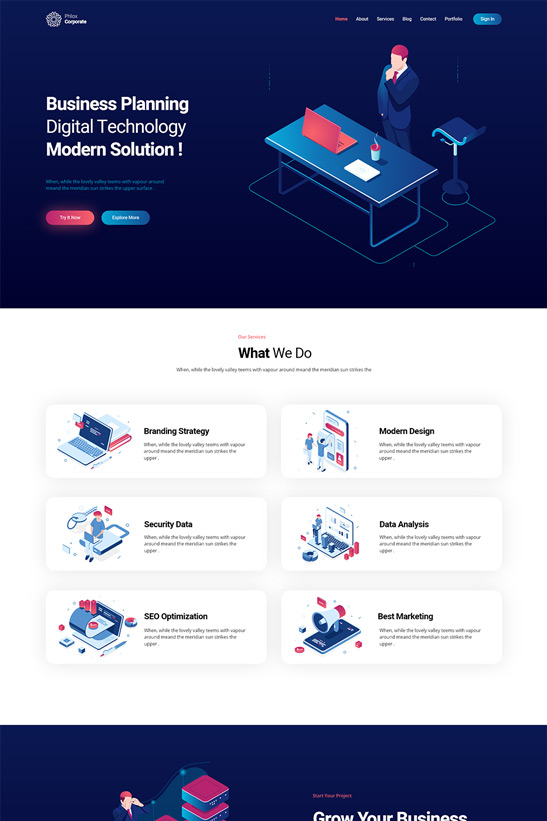 Phlox
Corporate
Home About Services Blog Contact Portfolio Sign In
Business Planning
Digital Technology
Modern Solution !
When, while the lovely valley teems with vapour around
meand the meridian sun strikes the upper surface
Try It Now Explore More
Our Services
What We Do
When, while the lovely valley teems with vapour around meand the meridian sun strikes the
Branding Strategy
When, while the lovely valley teems with vapour
around meand the meridian sun strikes the
upper .
Modern Design
When, while the lovely valley teems with vapour
around meand the meridian sun strikes the
upper .
Security Data
When, while the lovely valley teems with vapour
around meand the meridian sun strikes the
upper .
Data Analysis
When, while the lovely valley teems with vapour
around meand the meridian sun strikes the
upper .
SEO Optimization
When, while the lovely valley teems with vapour
around meand the meridian sun strikes the
upper .
Best Marketing
When, while the lovely valley teems with vapour
around meand the meridian sun strikes the
upper .
Start Your Project
Grow Your Business